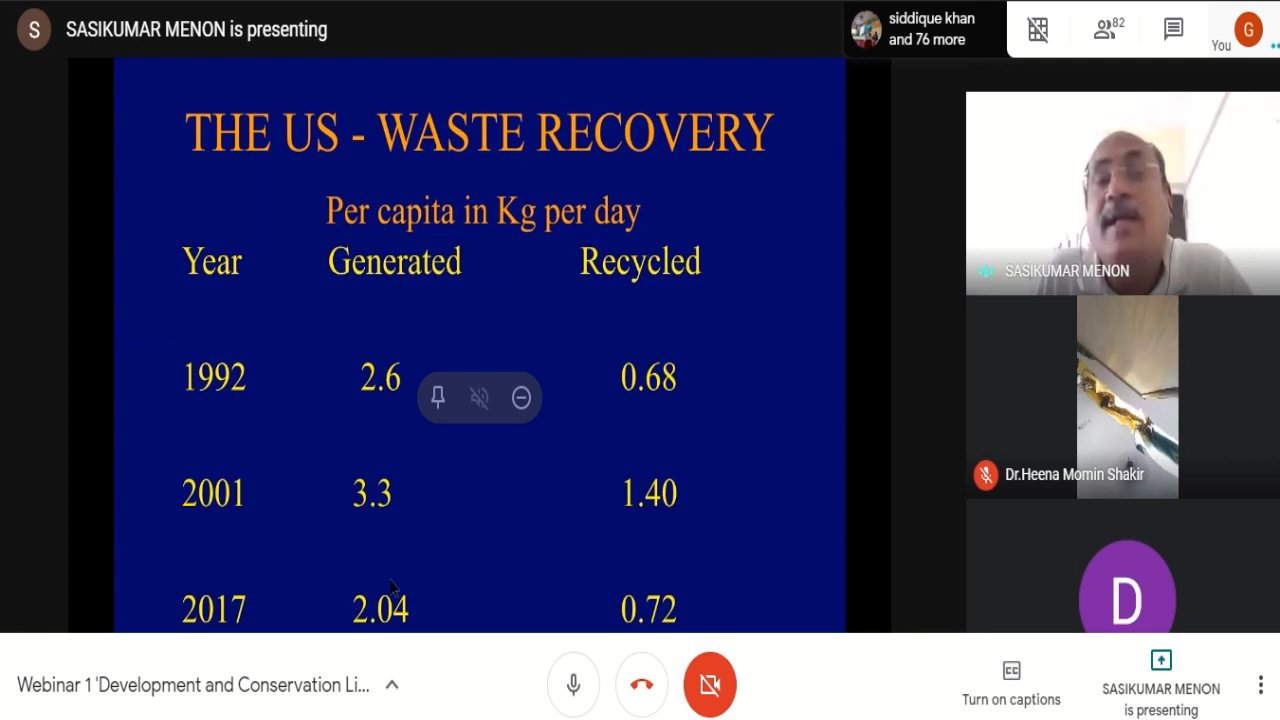 S
SASIKUMAR MENON is presenting
siddique khan
and 76 more
82
You
G
THE US - WASTE RECOVERY
Per capita in Kg per day
Year Generated Recycled
1992 2.6 0.68
2001 3.3 1.40
2017 2.04 0.72
SASIKUMAR MENON
Dr.Heena Momin Shakir
D
Webinar 1 'Development and Conservation Li...
CC
Turn on captions
SASIKUMAR MENON
is presenting